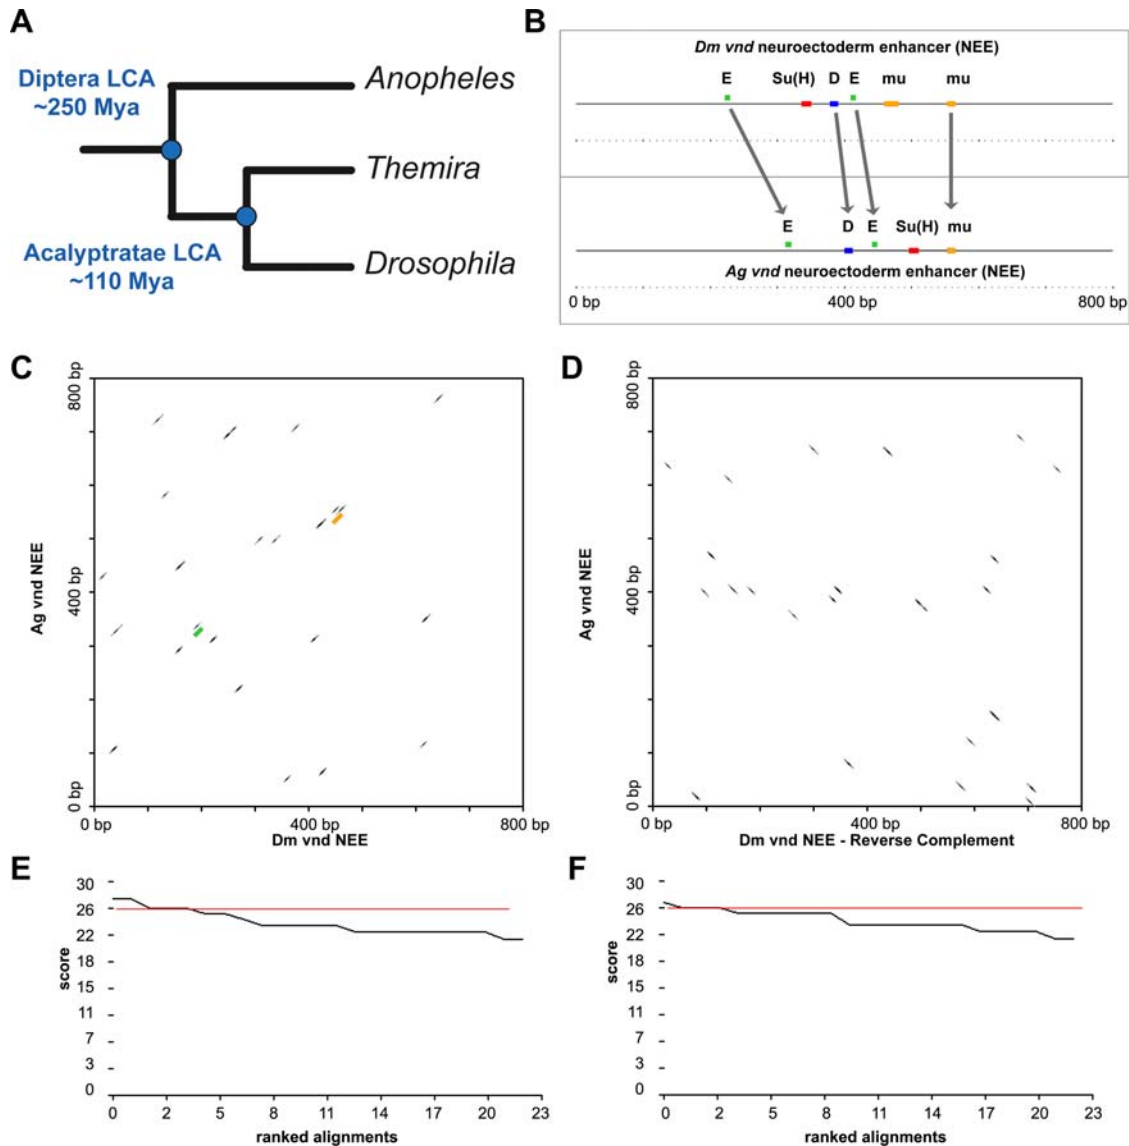 A
Diptera LCA
~250 Mya
Anopheles
Themira
Acalyptratae LCA
~110 Mya
Drosophila
B
Dm vnd neuroectoderm enhancer (NEE)
E Su(H) D E mu mu
E D E Su(H) mu
Ag vnd neuroectoderm enhancer (NEE)
0 bp 400 bp 800 bp
C
800 bp
Ag vnd NEE
400 bp
0 bp
0 bp 400 bp 800 bp
Dm vnd NEE
D
800 bp
Ag vnd NEE
400 bp
0 bp
0 bp 400 bp 800 bp
Dm vnd NEE - Reverse Complement
E
score
30
26
22
18
15
11
7
3
0
0 2 5 8 11 14 17 20 23
ranked alignments
F
score
30
26
22
18
15
11
7
3
0
0 2 5 8 11 14 17 20 23
ranked alignments